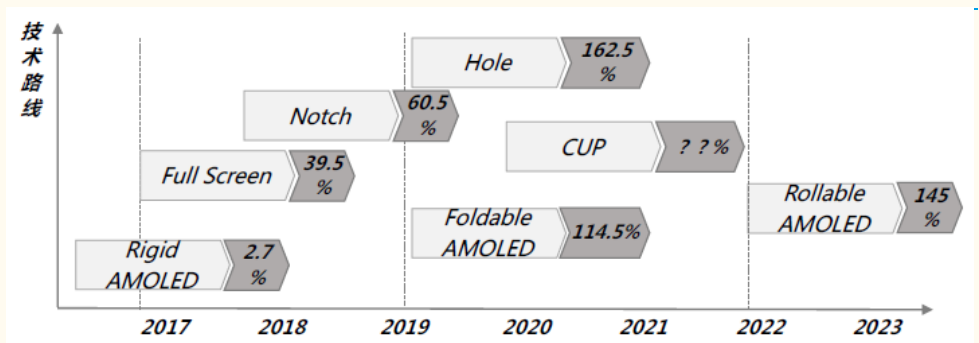 技
术
路
线
Hole
162.5
%
Notch
60.5
%
CUP
? ? %
Full Screen
39.5
%
Rollable
AMOLED
145
%
Foldable
AMOLED
114.5%
Rigid
AMOLED
2.7
%
2017 2018 2019 2020 2021 2022 2023